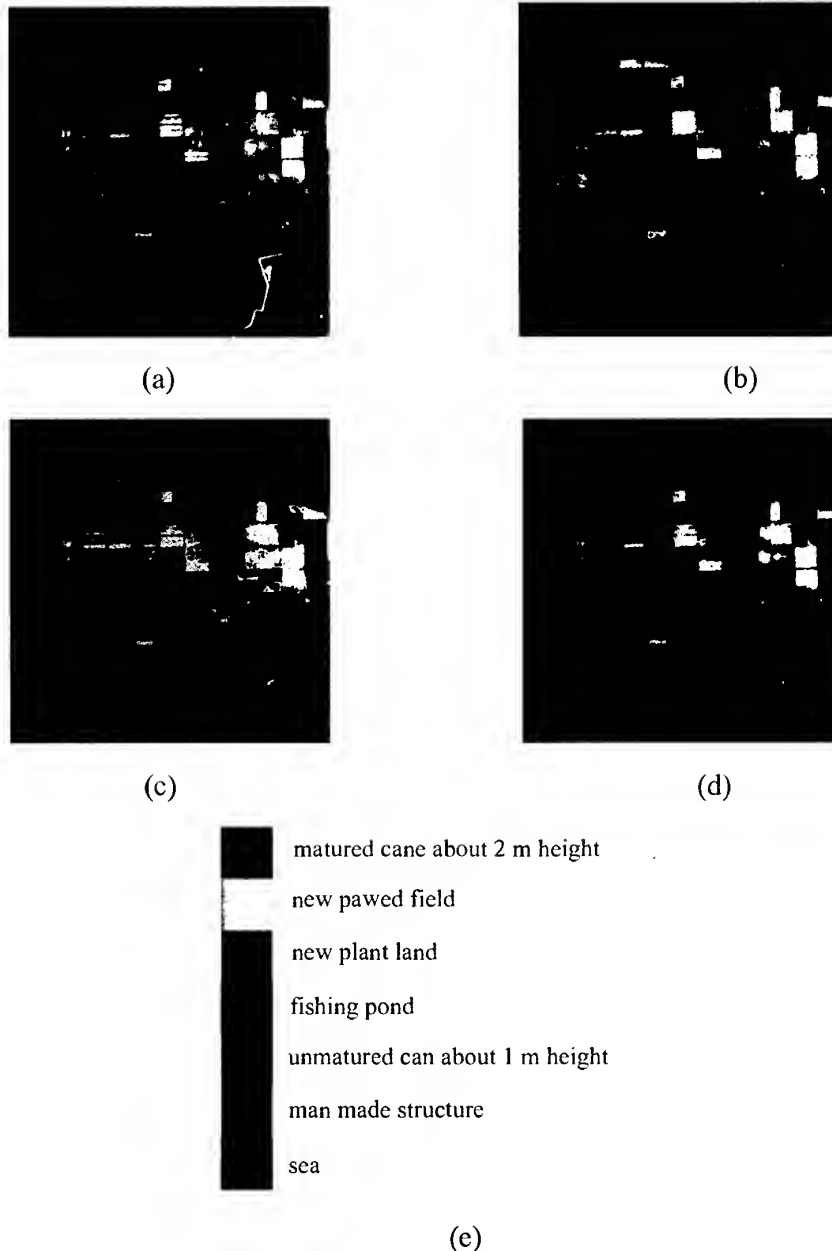 (a)
(b)
(c)
(d)
matured cane about 2 m height
new pawed field
new plant land
fishing pond
unmatured can about 1 m height
man made structure
sea
(e)